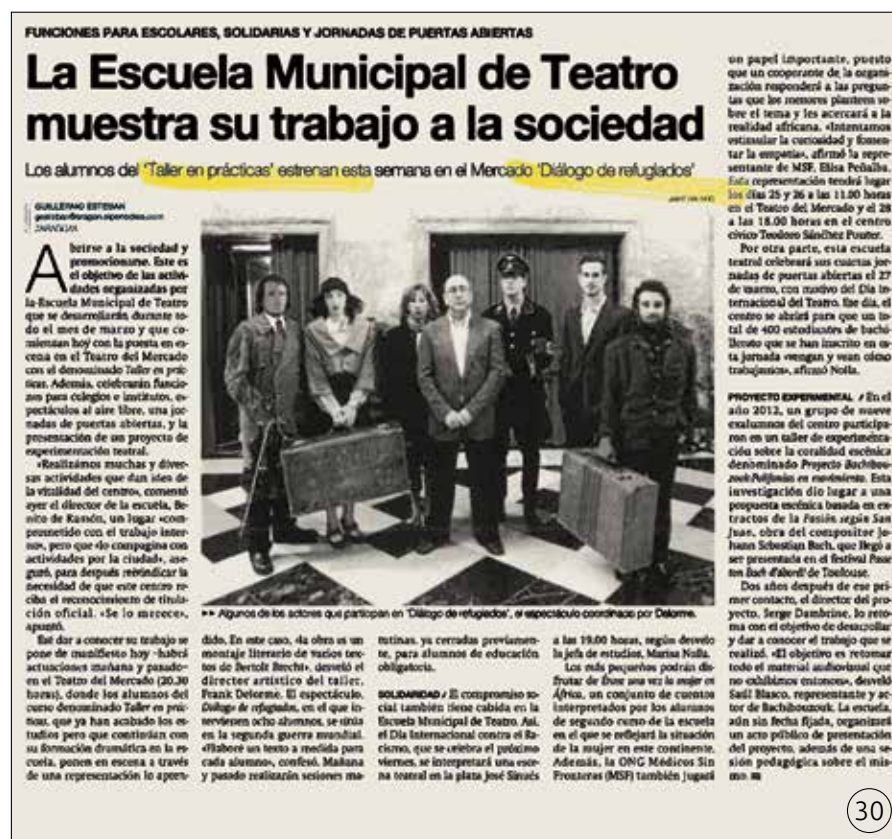 FUNCIONES PARA ESCOLARES, SOLIDARIAS Y JORNADAS DE PUERTAS ABIERTAS
La Escuela Municipal de Teatro
muestra su trabajo a la sociedad
Los alumnos del 'Taller en prácticas' estrenan esta semana en el Mercado 'Diálogo de refugiados'
GUILLERMO ESTEBAN
ZARAGOZA
Abrirse a la sociedad y
promocionarse. Este es
el objetivo de las activi-
dades organizadas por
la Escuela Municipal de Teatro
que se desarrollarán durante to-
do el mes de marzo y que co-
mienzan hoy con la puesta en es-
cena en el Teatro del Mercado
con el denominado Taller en prác-
ticas. Además, celebrarán funcio-
nes para colegios e institutos, es-
pectáculos al aire libre, una jor-
nadas de puertas abiertas, y la
presentación de un proyecto de
experimentación teatral.
«Realizamos muchas y diver-
sas actividades que dan idea de
la vitalidad del centro», comentó
ayer el director de la escuela, Be-
nito de Ramón, un lugar «com-
prometido con el trabajo inter-
no», pero que «lo compagina con
actividades por la ciudad», ase-
guró, para después reivindicar la
necesidad de que este centro re-
ciba el reconocimiento de titula-
ción oficial. «Se lo merece»,
apuntó.
Ese dar a conocer su trabajo se
pone de manifiesto hoy -habrá
actuaciones mañana y pasado-
en el Teatro del Mercado (20.30
horas), donde los alumnos del
curso denominado Taller en prác-
ticas, que ya han acabado los es-
tudios pero que continúan con
su formación dramática en la es-
cuela, ponen en escena a través
de una representación lo apren-
▸▸ Algunos de los actores que participan en 'Diálogo de refugiados', el espectáculo coordinado por Delorme.
dido. En este caso, «la obra es un
montaje literario de varios tex-
tos de Bertolt Brecht», desveló el
director artístico del taller,
Frank Delorme. El espectáculo,
Diálogo de refugiados, en el que in-
tervienen ocho alumnos, se sitúa
en la segunda guerra mundial.
«Elaboré un texto a medida para
cada alumno», confesó. Mañana
y pasado realizarán sesiones ma-
tutinas, ya cerradas previamen-
te, para alumnos de educación
obligatoria.
SOLIDARIDAD / El compromiso so-
cial también tiene cabida en la
Escuela Municipal de Teatro. Así,
el Día Internacional contra el Ra-
cismo, que se celebra el próximo
viernes, se interpretará una esce-
na teatral en la plaza José Sinués
a las 19.00 horas, según desveló
la jefa de estudios, Marisa Nolla.
Los más pequeños podrán dis-
frutar de Érase una vez la mujer en
África, un conjunto de cuentos
interpretados por los alumnos
de segundo curso de la escuela
en el que se reflejará la situación
de la mujer en este continente.
Además, la ONG Médicos Sin
Fronteras (MSF) también jugará
un papel importante, puesto
que un cooperante de la organi-
zación responderá a las pregun-
tas que los menores planteen so-
bre el tema y les acercará a la
realidad africana. «Intentamos
estimular la curiosidad y fomen-
tar la empatía», afirmó la repre-
sentante de MSF, Elisa Peñalba.
Esta representación tendrá lugar
los días 25 y 26 a las 11.00 horas
en el Teatro del Mercado y el 28
a las 18.00 horas en el centro
cívico Teodoro Sánchez Punter.
Por otra parte, esta escuela
teatral celebrará sus cuartas jor-
nadas de puertas abiertas el 27
de marzo, con motivo del Día In-
ternacional del Teatro. Ese día, el
centro se abrirá para que un to-
tal de 400 estudiantes de bachi-
llerato que se han inscrito en es-
ta jornada «vengan y vean cómo
trabajamos», afirmó Nolla.
PROYECTO EXPERIMENTAL / En el
año 2012, un grupo de nueve
exalumnos del centro participa-
ron en un taller de experimenta-
ción sobre la coralidad escénica
denominado Proyecto Bachibou-
zouk:Polifonías en movimiento. Esta
investigación dio lugar a una
propuesta escénica basada en ex-
tractos de la Pasión según San
Juan, obra del compositor Jo-
hann Sebastian Bach, que llegó a
ser presentada en el festival Passe
ton Bach d'abord! de Toulouse.
Dos años después de ese pri-
mer contacto, el director del pro-
yecto, Serge Dambrine, lo reto-
ma con el objetivo de desarrollar
y dar a conocer el trabajo que se
realizó. «El objetivo es retomar
todo el material audiovisual que
no exhibimos entonces», desveló
Saúl Blasco, representante y ac-
tor de Bachibouzouk. La escuela,
aún sin fecha fijada, organizará
un acto público de presentación
del proyecto, además de una se-
sión pedagógica sobre el mis-
mo.
30